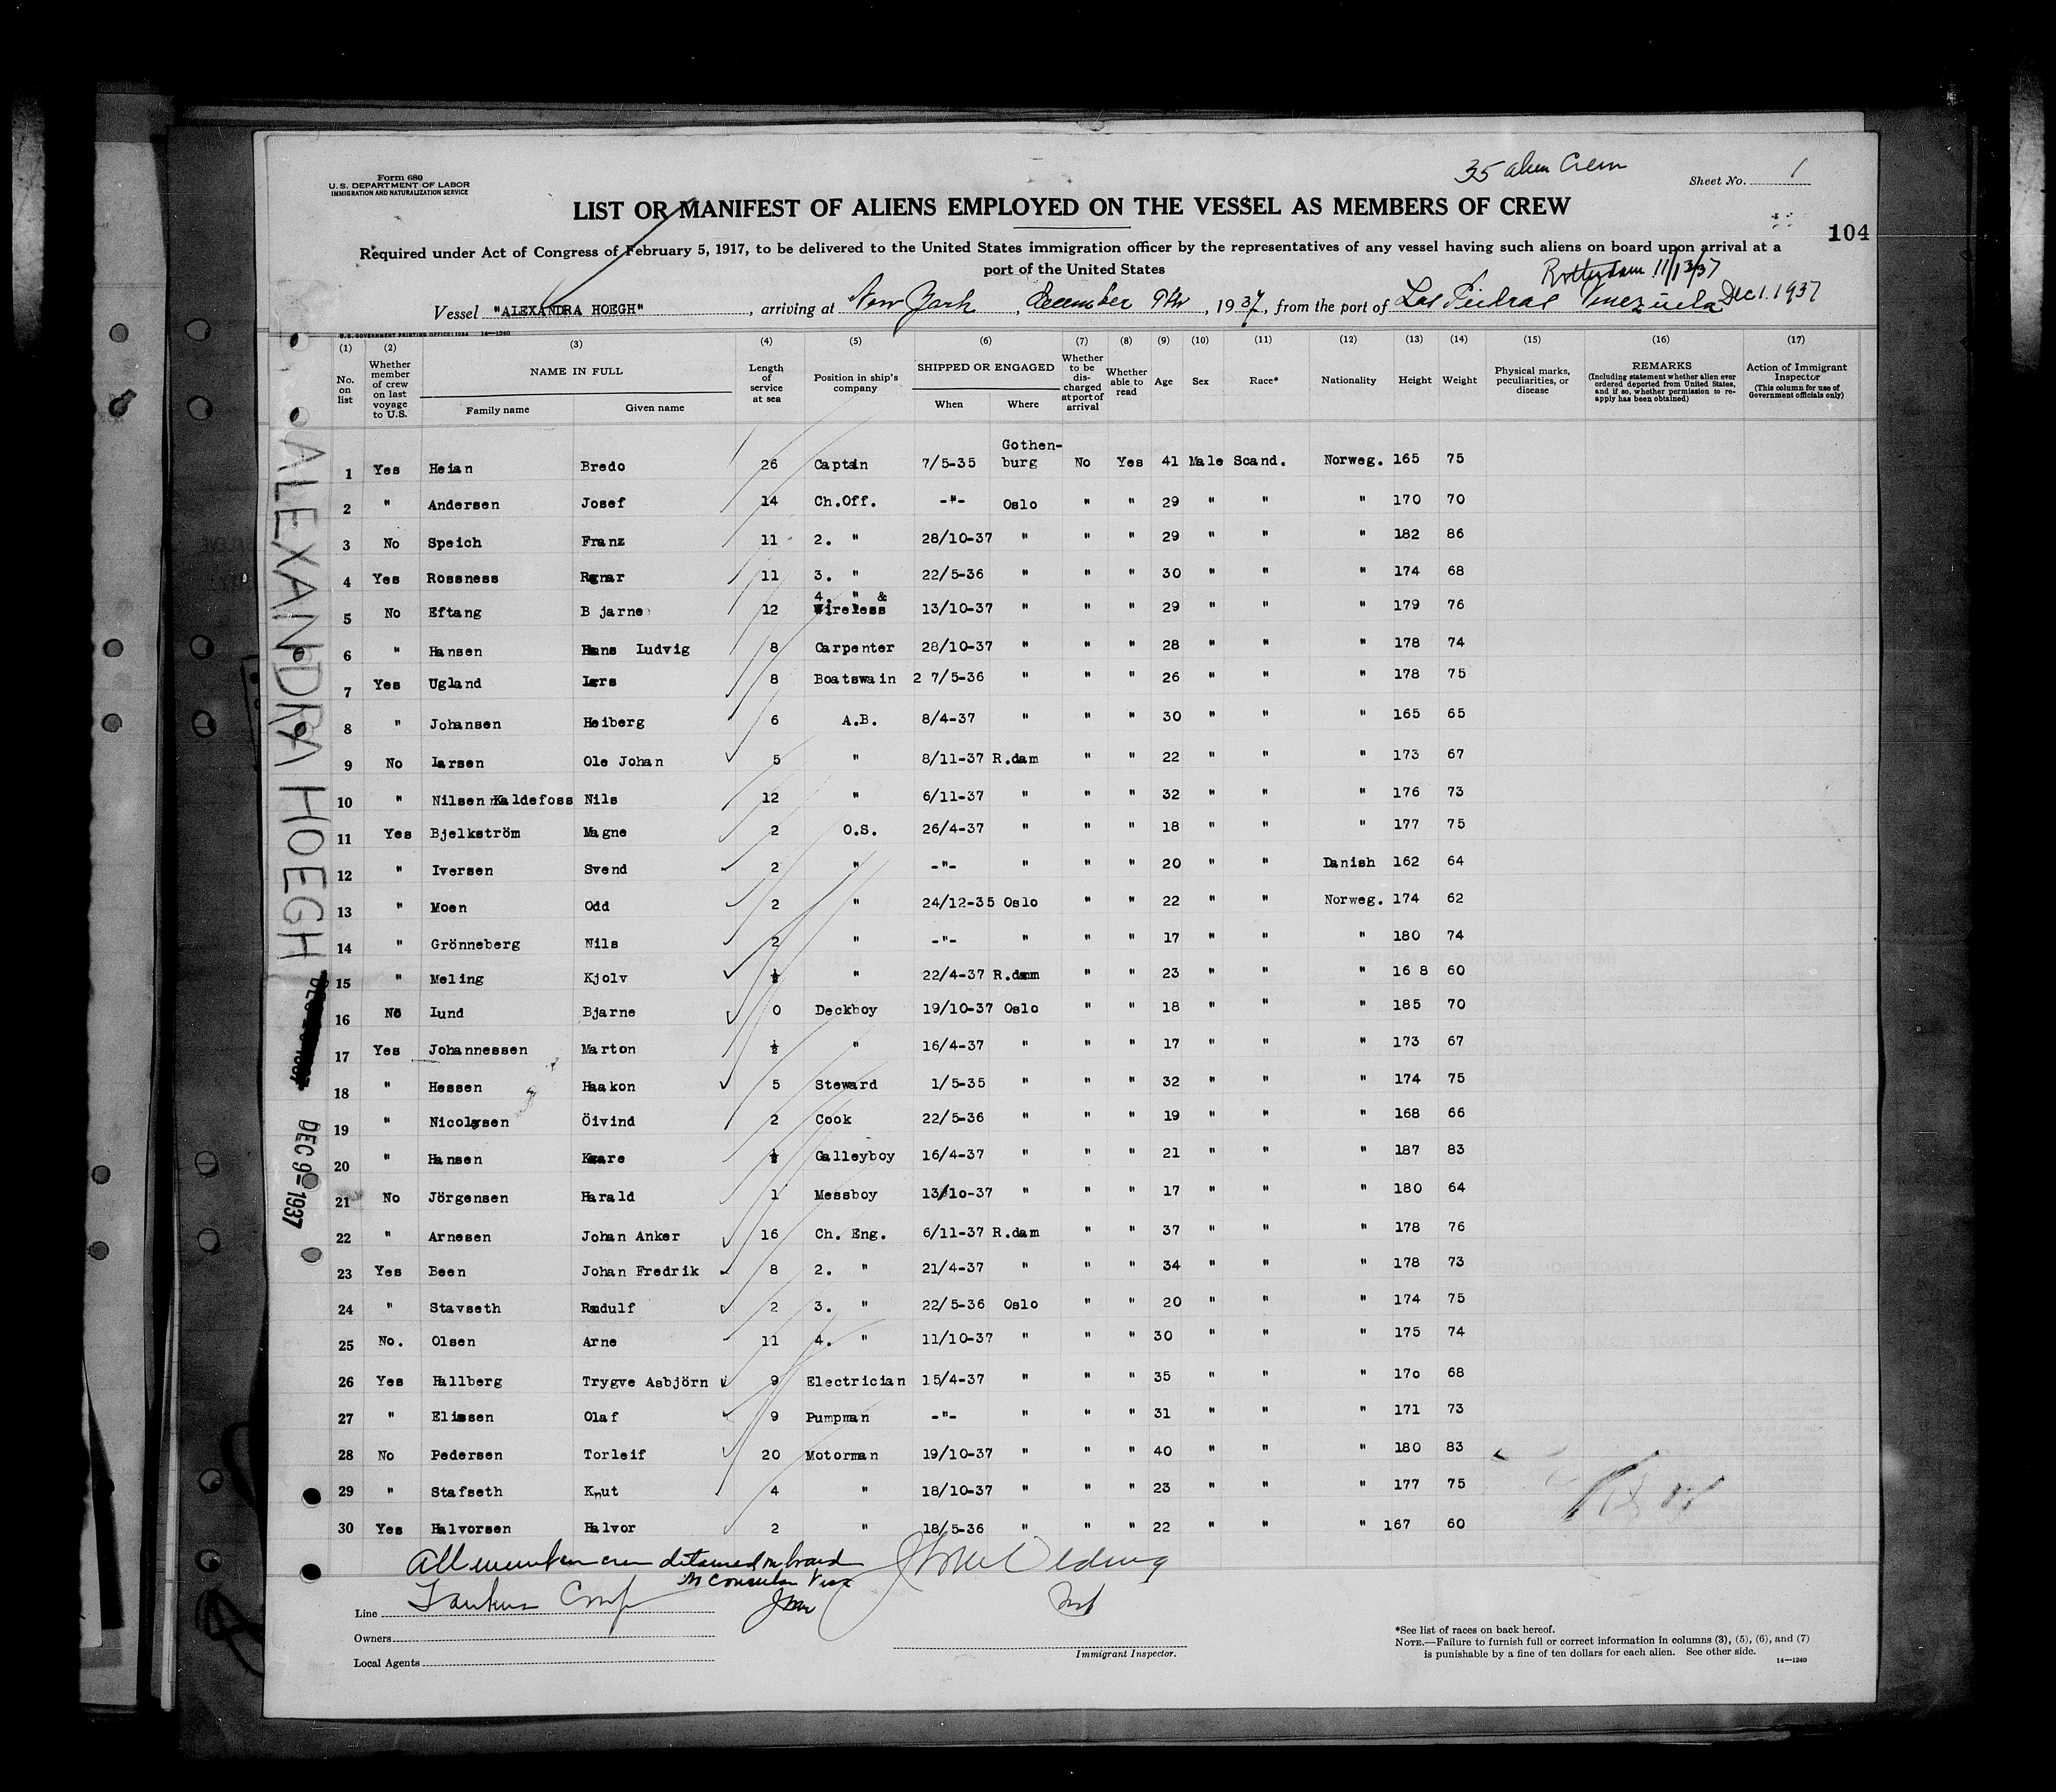 Form 680
U.S. DEPARTMENT OF LABOR
IMMIGRATION AND NATURALIZATION SERVICE
35 alien Crew
Sheet No. 1
LIST OR MANIFEST OF ALIENS EMPLOYED ON THE VESSEL AS MEMBERS OF CREW
104
Required under Act of Congress of February 5, 1917, to be delivered to the United States immigration officer by the representatives of any vessel having such aliens on board upon arrival at a
port of the United States
Rotterdam 11/13/37
Vessel "ALEXANDRA HOEGH", arriving at New York, december 9th, 1937, from the port of Las Piedras Venezuela Dec 1. 1937
U.S. GOVERNMENT PRINTING OFFICE: 1934 14—1240
(1) (2) (3) (4) (5) (6) (7) (8) (9) (10) (11) (12) (13) (14) (15) (16) (17)
No. on list
Whether member of crew on last voyage to U.S.
NAME IN FULL
Family name
Given name
Length of service at sea
Position in ship's company
SHIPPED OR ENGAGED
When
Where
Whether to be discharged at port of arrival
Whether able to read
Age
Sex
Race*
Nationality
Height
Weight
Physical marks, peculiarities, or disease
REMARKS
(Including statement whether alien ever ordered deported from United States, and if so, whether permission to reapply has been obtained)
Action of Immigrant Inspector
(This column for use of Government officials only)
1 Yes Heian Bredo 26 Captain 7/5-35 Gothen-burg No Yes 41 Male Scand. Norweg. 165 75
2 " Andersen Josef 14 Ch.Off. -"- Oslo " " 29 " " " 170 70
3 No Speich Franz 11 2. " 28/10-37 " " " 29 " " " 182 86
4 Yes Rossness Ragnar 11 3. " 22/5-36 " " " 30 " " " 174 68
5 No Eftang B jarne 12 4. " & Wireless 13/10-37 " " " 29 " " " 179 76
6 " Hansen Hans Ludvig 8 Carpenter 28/10-37 " " " 28 " " " 178 74
7 Yes Ugland Lars 8 Boatswain 2 7/5-36 " " " 26 " " " 178 75
8 " Johansen Heiberg 6 A.B. 8/4-37 " " " 30 " " " 165 65
9 No Larsen Ole Johan 5 " 8/11-37 R.dam " " 22 " " " 173 67
10 " Nilsen Kaldefoss Nils 12 " 6/11-37 " " " 32 " " " 176 73
11 Yes Bjelkström Magne 2 O.S. 26/4-37 " " " 18 " " " 177 75
12 " Iversen Svend 2 " -"- " " " 20 " " Danish 162 64
13 " Moen Odd 2 " 24/12-35 Oslo " " 22 " " Norweg. 174 62
14 " Grönneberg Nils 2 " -"- " " " 17 " " " 180 74
15 " Meling Kjolv ½ " 22/4-37 R.dam " " 23 " " " 16 8 60
16 No Lund Bjarne 0 Deckboy 19/10-37 Oslo " " 18 " " " 185 70
17 Yes Johannessen Marton ½ " 16/4-37 " " " 17 " " " 173 67
18 " Hessen Haakon 5 Steward 1/5-35 " " " 32 " " " 174 75
19 " Nicolysen Öivind 2 Cook 22/5-36 " " " 19 " " " 168 66
20 " Hansen Kaare ½ Galleyboy 16/4-37 " " " 21 " " " 187 83
21 No Jörgensen Harald 1 Messboy 13/10-37 " " " 17 " " " 180 64
22 " Arnesen Johan Anker 16 Ch. Eng. 6/11-37 R.dam " " 37 " " " 178 76
23 Yes Been Johan Fredrik 8 2. " 21/4-37 " " " 34 " " " 178 73
24 " Stavseth Randulf 2 3. " 22/5-36 Oslo " " 20 " " " 174 75
25 No. Olsen Arne 11 4. " 11/10-37 " " " 30 " " " 175 74
26 Yes Hallberg Trygve Asbjörn 9 Electrician 15/4-37 " " " 35 " " " 170 68
27 " Eliasen Olaf 9 Pumpman -"- " " " 31 " " " 171 73
28 No Pedersen Torleif 20 Motorman 19/10-37 " " " 40 " " " 180 83
29 " Stafseth Knut 4 " 18/10-37 " " " 23 " " " 177 75
30 Yes Halvorsen Halvor 2 " 18/5-36 " " " 22 " " " 167 60
ALEXANDRA HOEGH
DEC 9-1937
All member crew detained on board
no Consular Visa
Line
Owners
Local Agents
Immigrant Inspector.
*See list of races on back hereof.
NOTE.—Failure to furnish full or correct information in columns (3), (5), (6), and (7)
is punishable by a fine of ten dollars for each alien. See other side.
14—1240